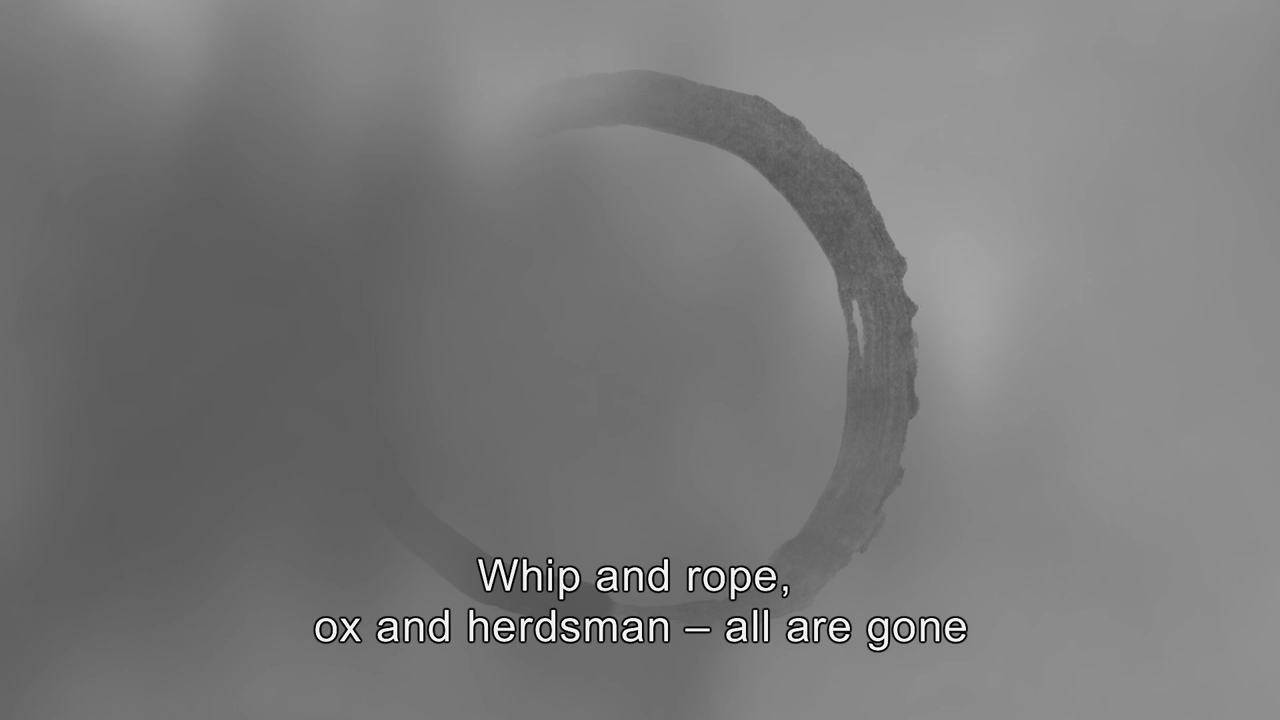 Whip and rope,
ox and herdsman – all are gone